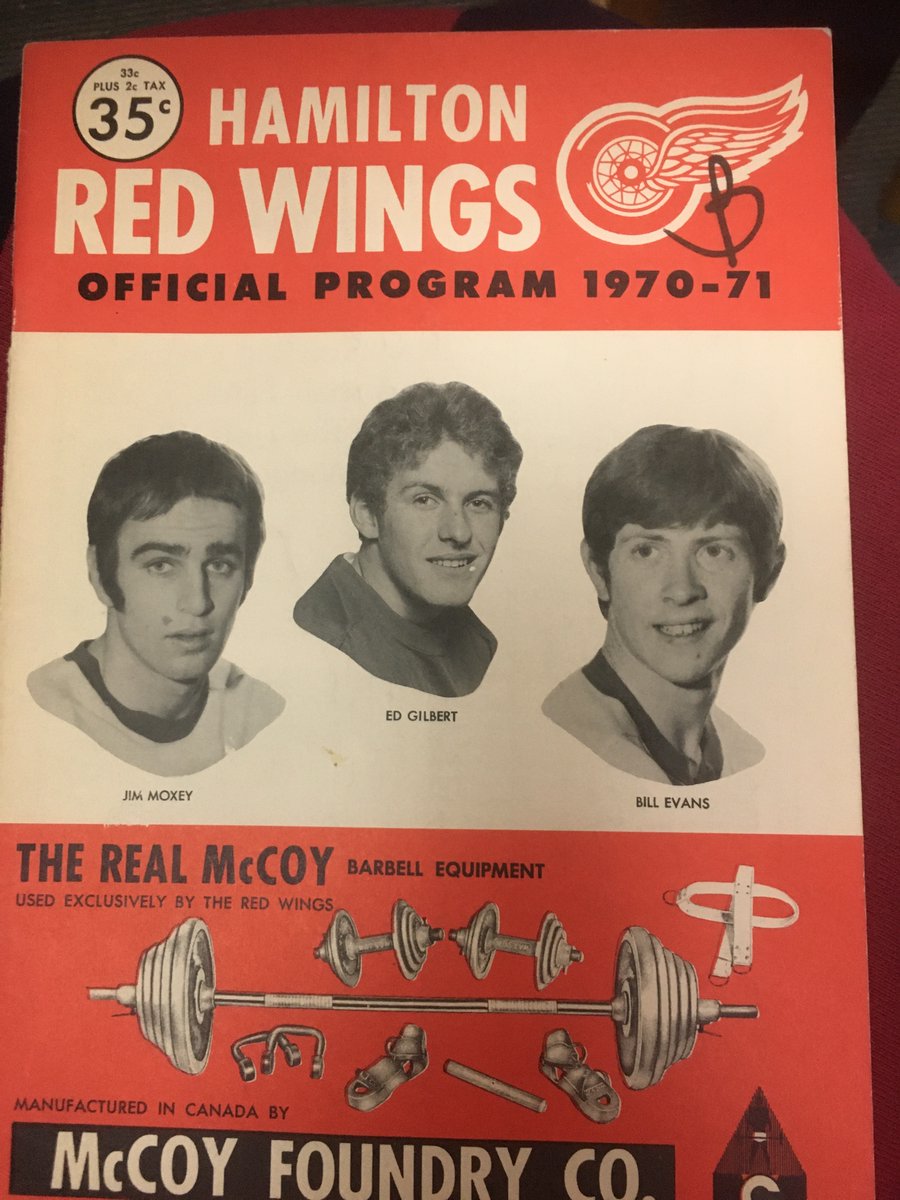 33c
PLUS 2c TAX
35c
HAMILTON
RED WINGS
OFFICIAL PROGRAM 1970-71
ED GILBERT
JIM MOXEY
BILL EVANS
THE REAL McCOY BARBELL EQUIPMENT
USED EXCLUSIVELY BY THE RED WINGS
MANUFACTURED IN CANADA BY
McCOY FOUNDRY CO.